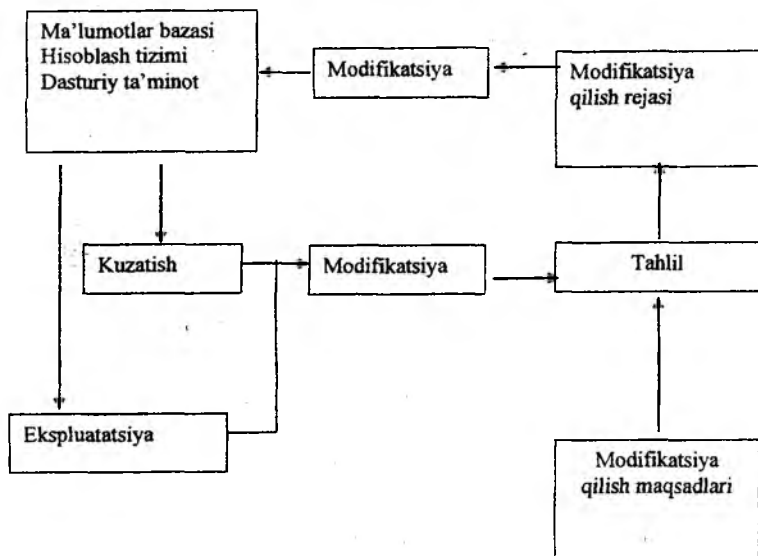 Ma’lumotlar bazasi
Hisoblash tizimi
Dasturiy ta’minot
Modifikatsiya
Modifikatsiya
qilish rejasi
Kuzatish
Modifikatsiya
Tahlil
Ekspluatatsiya
Modifikatsiya
qilish maqsadlari